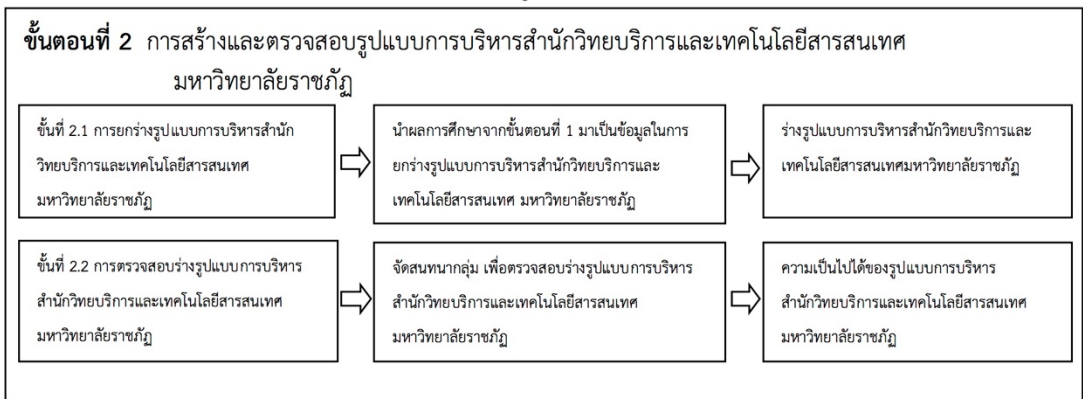 ขั้นตอนที่ 2 การสร้างและตรวจสอบรูปแบบการบริหารสำนักวิทยบริการและเทคโนโลยีสารสนเทศ
มหาวิทยาลัยราชภัฏ
ขั้นที่ 2.1 การยกร่างรูปแบบการบริหารสำนัก
วิทยบริการและเทคโนโลยีสารสนเทศ
มหาวิทยาลัยราชภัฏ
นำผลการศึกษาจากขั้นตอนที่ 1 มาเป็นข้อมูลในการ
ยกร่างรูปแบบการบริหารสำนักวิทยบริการและ
เทคโนโลยีสารสนเทศ มหาวิทยาลัยราชภัฏ
ร่างรูปแบบการบริหารสำนักวิทยบริการและ
เทคโนโลยีสารสนเทศมหาวิทยาลัยราชภัฏ
ขั้นที่ 2.2 การตรวจสอบร่างรูปแบบการบริหาร
สำนักวิทยบริการและเทคโนโลยีสารสนเทศ
มหาวิทยาลัยราชภัฏ
จัดสนทนากลุ่ม เพื่อตรวจสอบร่างรูปแบบการบริหาร
สำนักวิทยบริการและเทคโนโลยีสารสนเทศ
มหาวิทยาลัยราชภัฏ
ความเป็นไปได้ของรูปแบบการบริหาร
สำนักวิทยบริการและเทคโนโลยีสารสนเทศ
มหาวิทยาลัยราชภัฏ